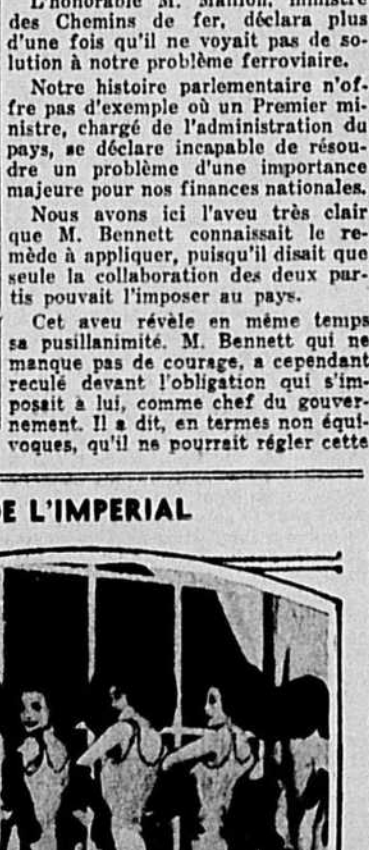 L'honorable M. Manion, ministre
des Chemins de fer, déclara plus
d'une fois qu'il ne voyait pas de so-
lution à notre problème ferroviaire.
Notre histoire parlementaire n'of-
fre pas d'exemple où un Premier mi-
nistre, chargé de l'administration du
pays, se déclare incapable de résou-
dre un problème d'une importance
majeure pour nos finances nationales.
Nous avons ici l'aveu très clair
que M. Bennett connaissait le re-
mède à appliquer, puisqu'il disait que
seule la collaboration des deux par-
tis pouvait l'imposer au pays.
Cet aveu révèle en même temps
sa pusillanimité. M. Bennett qui ne
manque pas de courage, a cependant
reculé devant l'obligation qui s'im-
posait à lui, comme chef du gouver-
nement. Il a dit, en termes non équi-
voques, qu'il ne pourrait régler cette
DE L'IMPERIAL